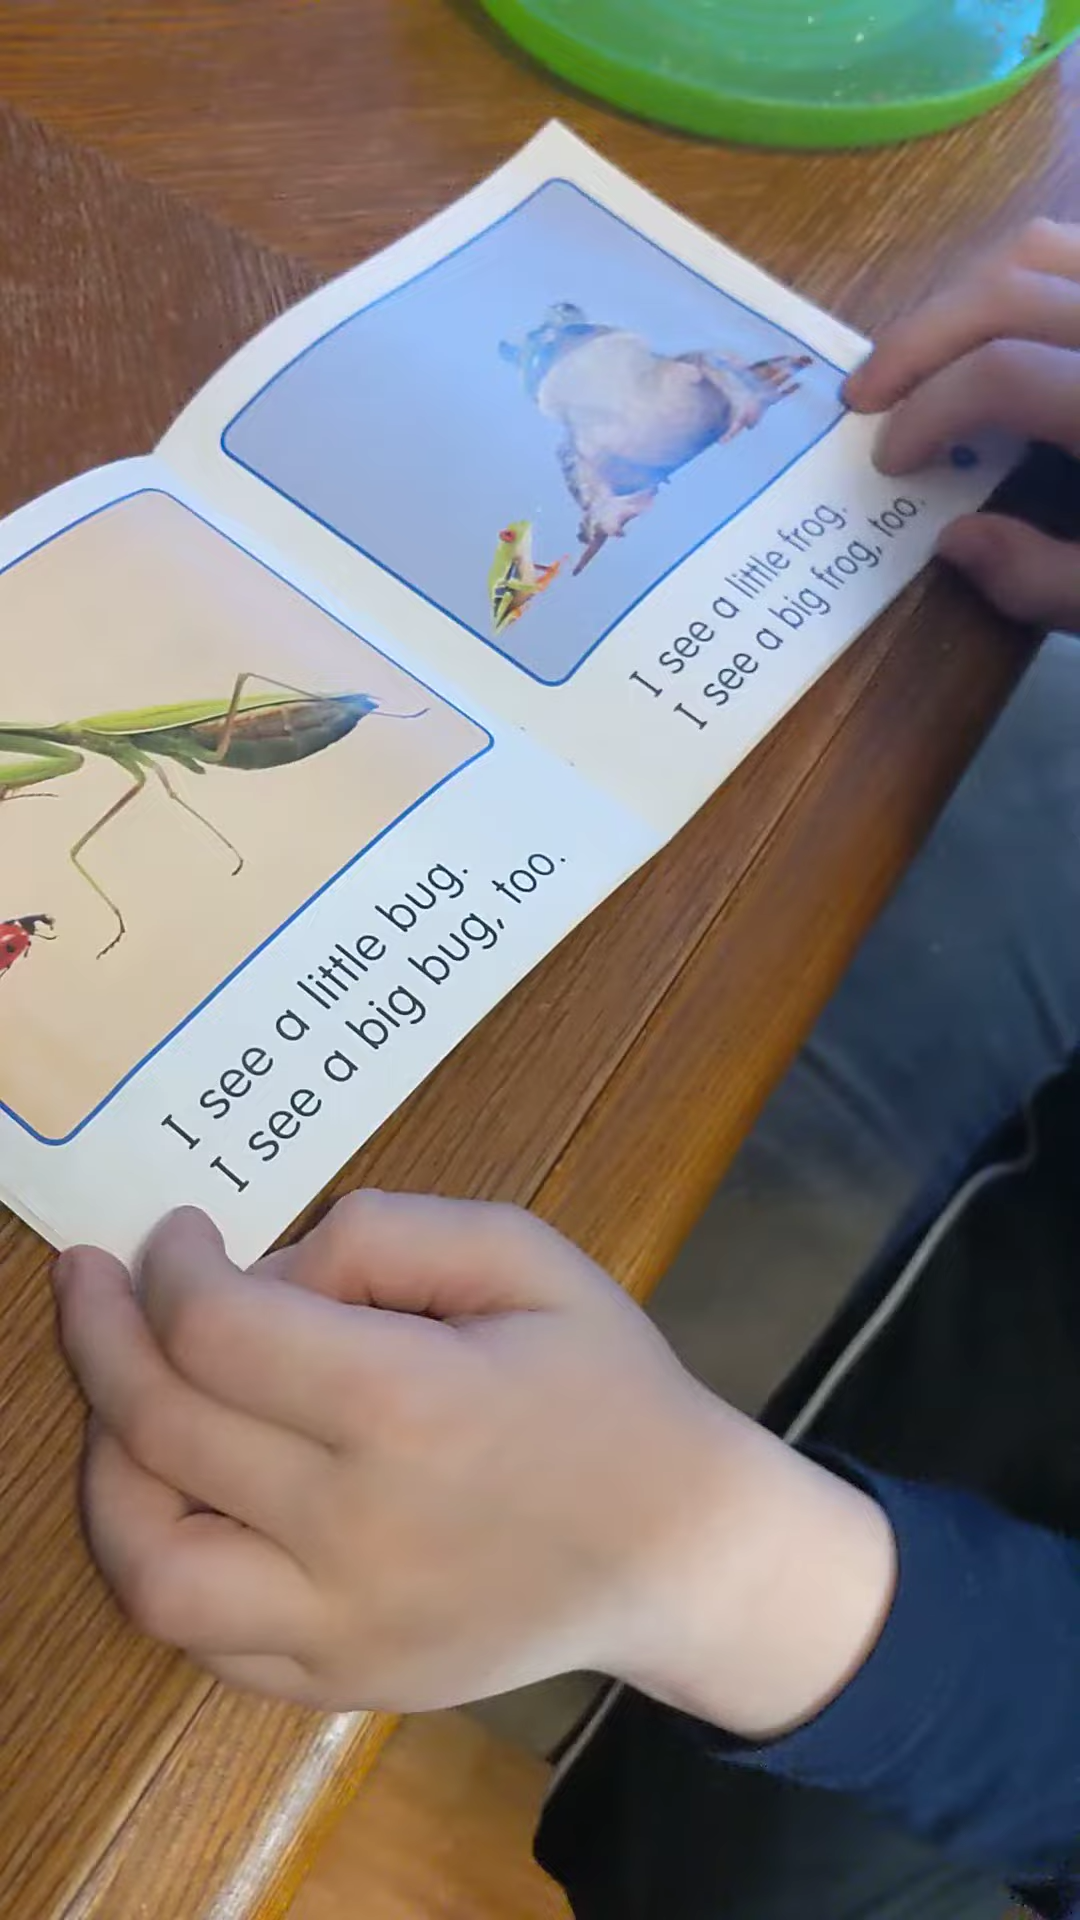 I see a little bug.
I see a big bug, too.
I see a little frog.
I see a big frog, too.